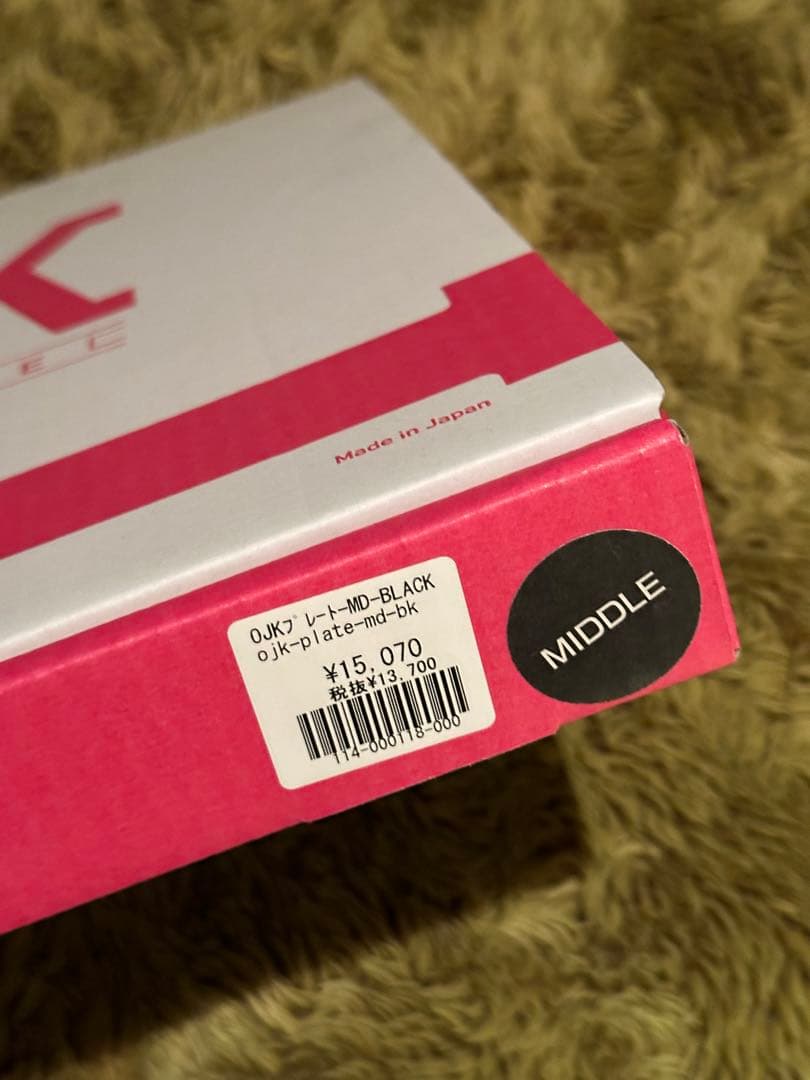 K
EL
Made in Japan
OJKプレート-MD-BLACK
ojk-plate-md-bk
¥15,070
税抜¥13,700
114-000118-000
MIDDLE